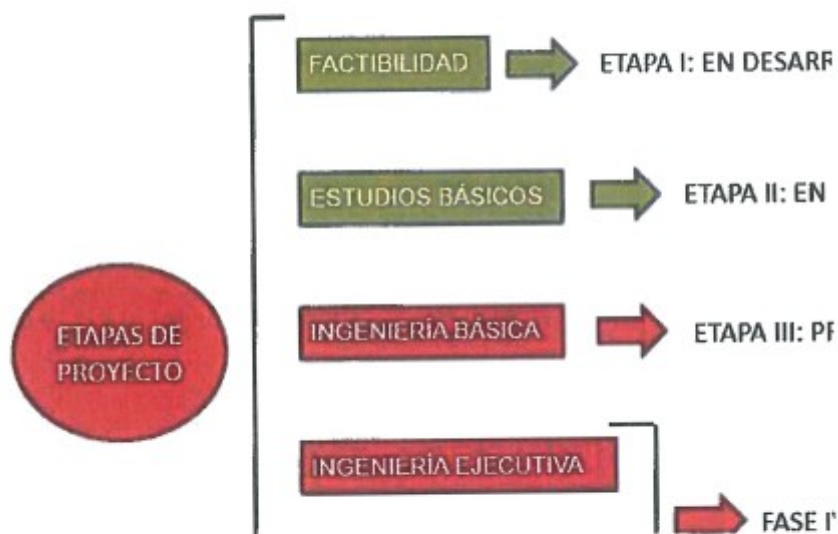 FACTIBILIDAD
ETAPA I: EN
ESTUDIOS BÁSICOS
ETAPA II: EN
ETAPAS DE
PROYECTO
INGENIERÍA BÁSICA
ETAPA III:
INGENIERÍA EJECUTIVA
FASE